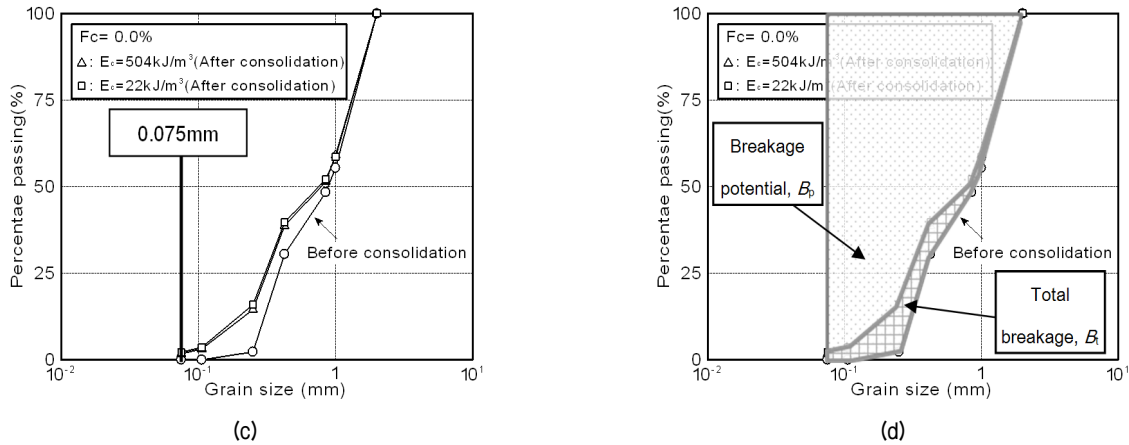 100
75
50
25
0
Percentae passing(%)
Fc= 0.0%
△: Ec=504kJ/m³(After consolidation)
□: Ec=22kJ/m³(After consolidation)
0.075mm
Before consolidation
10⁻²
10⁻¹
1
10¹
Grain size (mm)
(c)
100
75
50
25
0
Percentae passing(%)
Fc= 0.0%
△: Ec=504kJ/m³(After consolidation)
□: Ec=22kJ/m³(After consolidation)
Breakage
potential, Bp
Before consolidation
Total
breakage, Bt
10⁻²
10⁻¹
1
10¹
Grain size (mm)
(d)